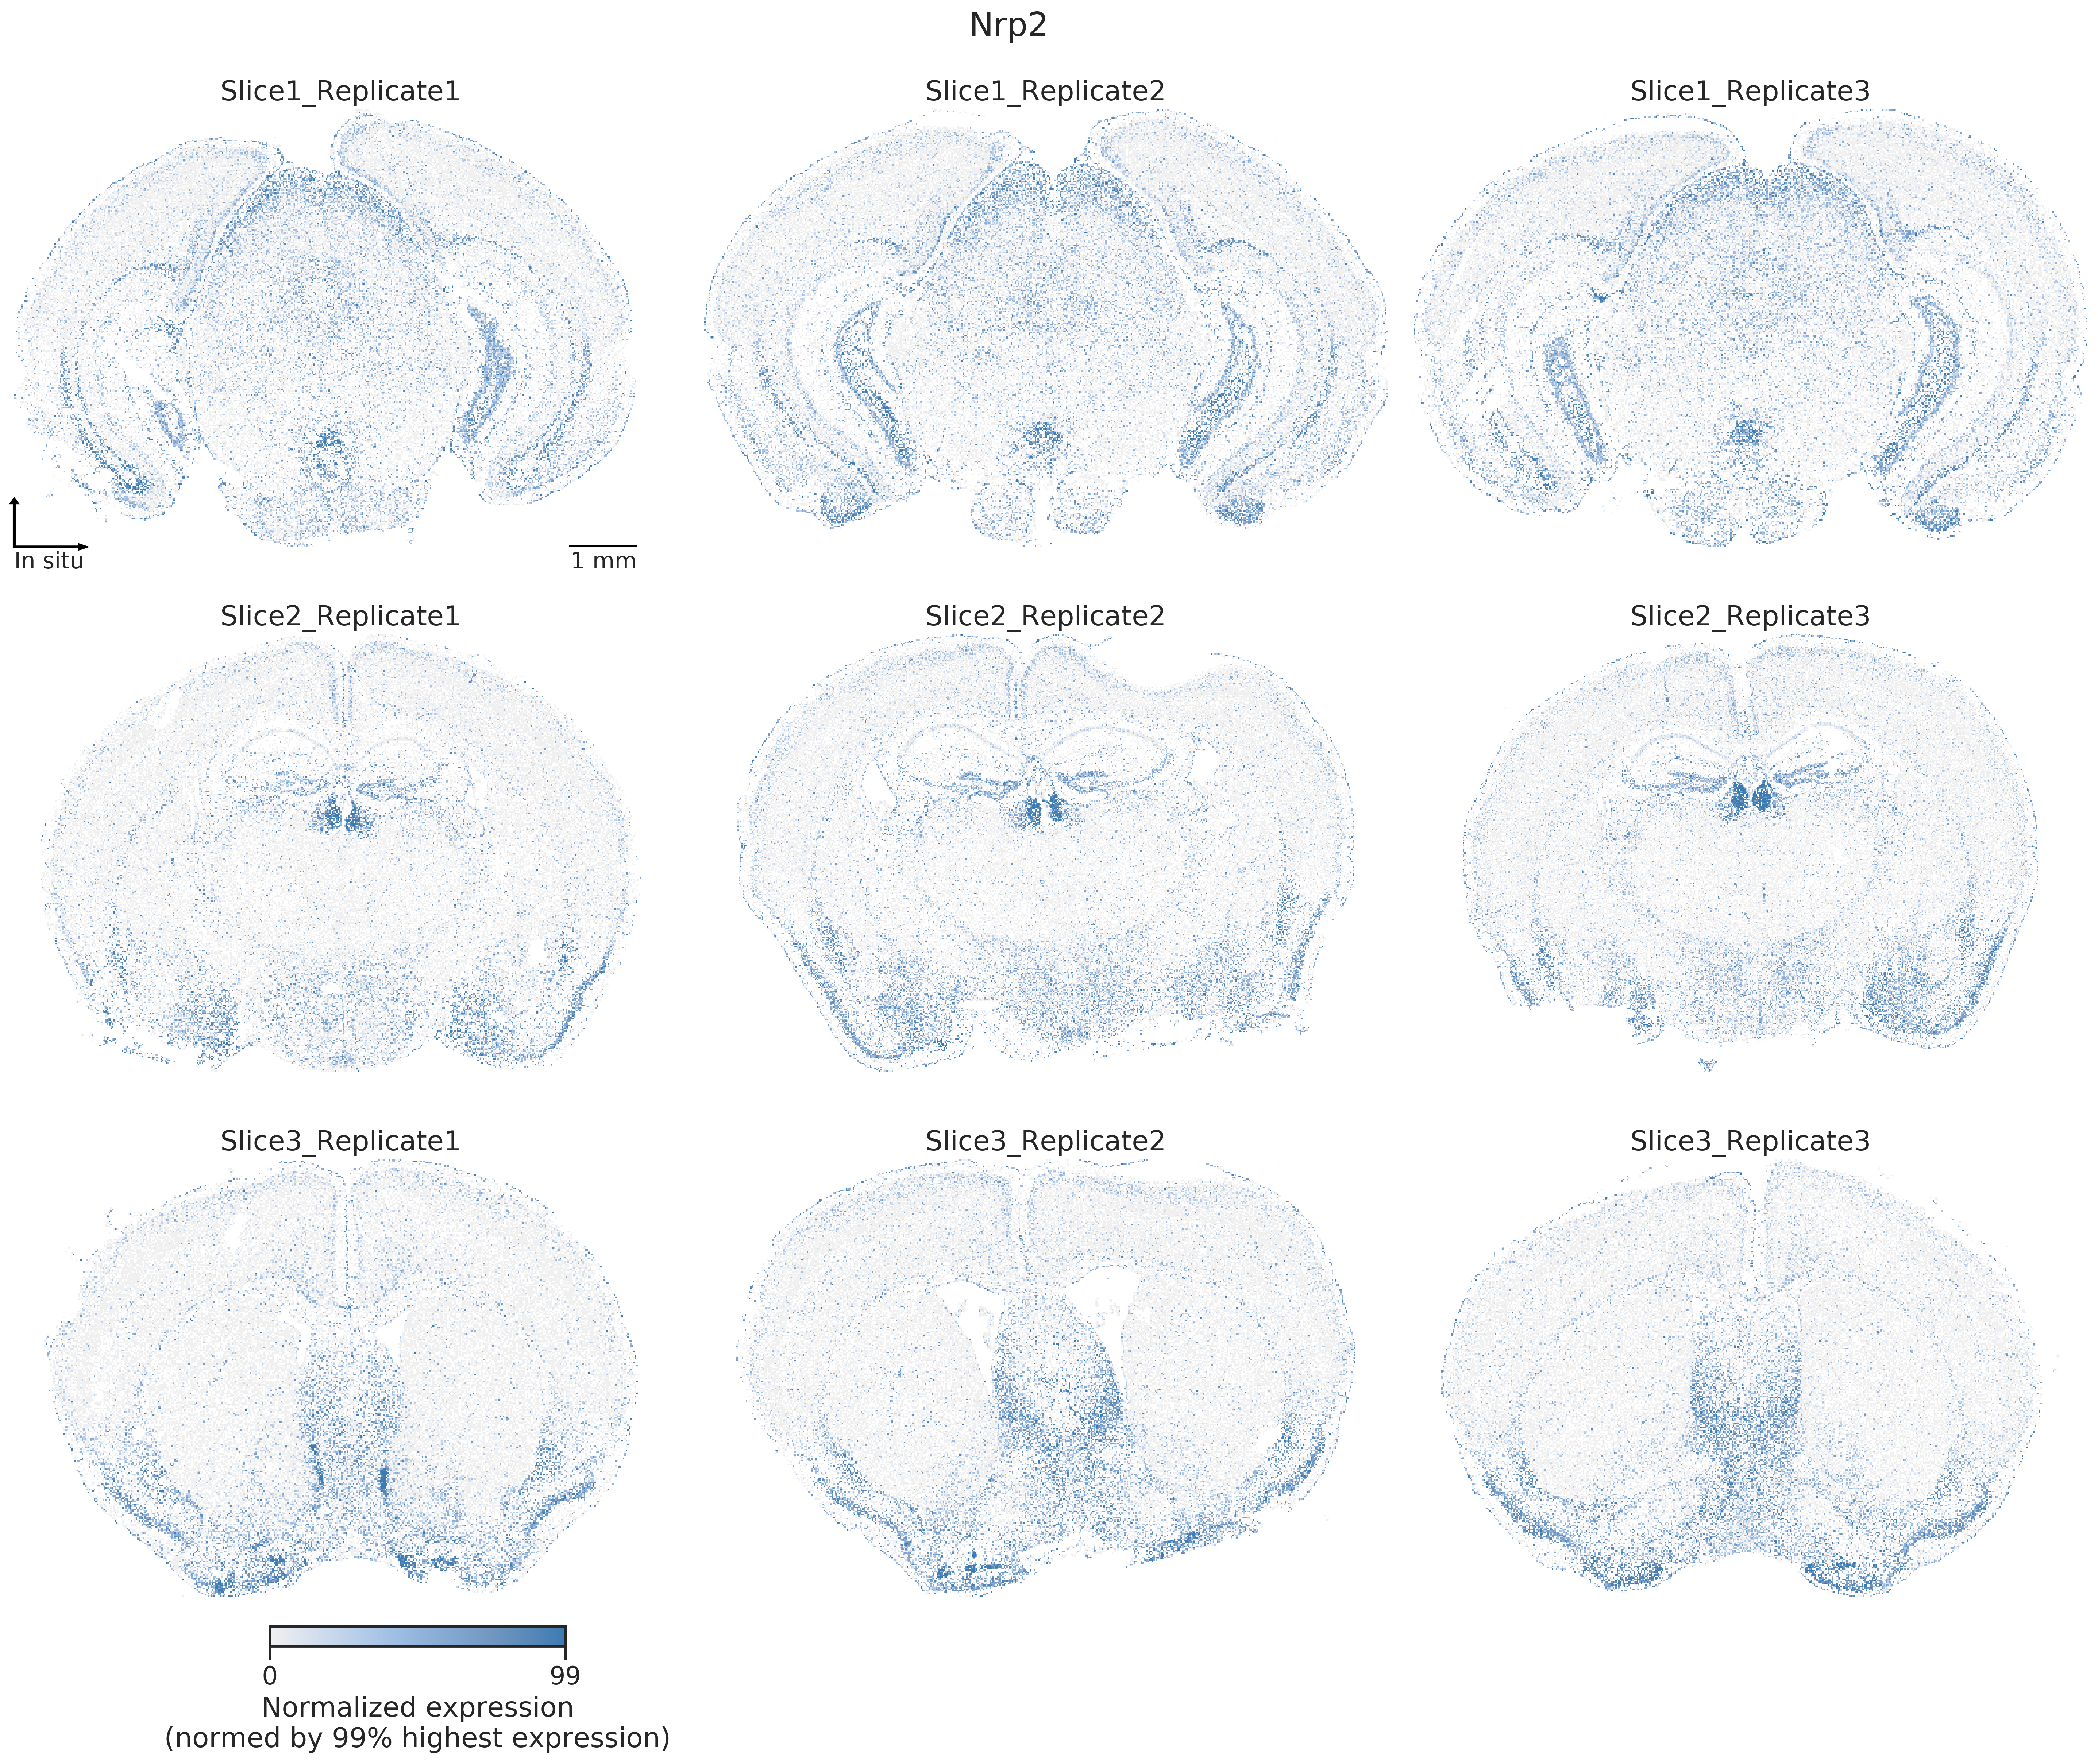 Nrp2
Slice1_Replicate1
Slice1_Replicate2
Slice1_Replicate3
In situ
1 mm
Slice2_Replicate1
Slice2_Replicate2
Slice2_Replicate3
Slice3_Replicate1
Slice3_Replicate2
Slice3_Replicate3
0
99
Normalized expression
(normed by 99% highest expression)